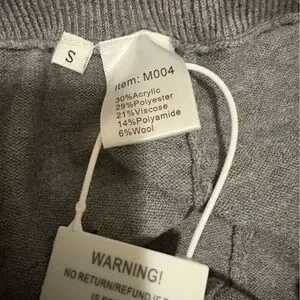 S
Item: M004
30%Acrylic
29%Polyester
21%Viscose
14%Polyamide
6%Wool
WARNING!
NO RETURN/REFUND IF T